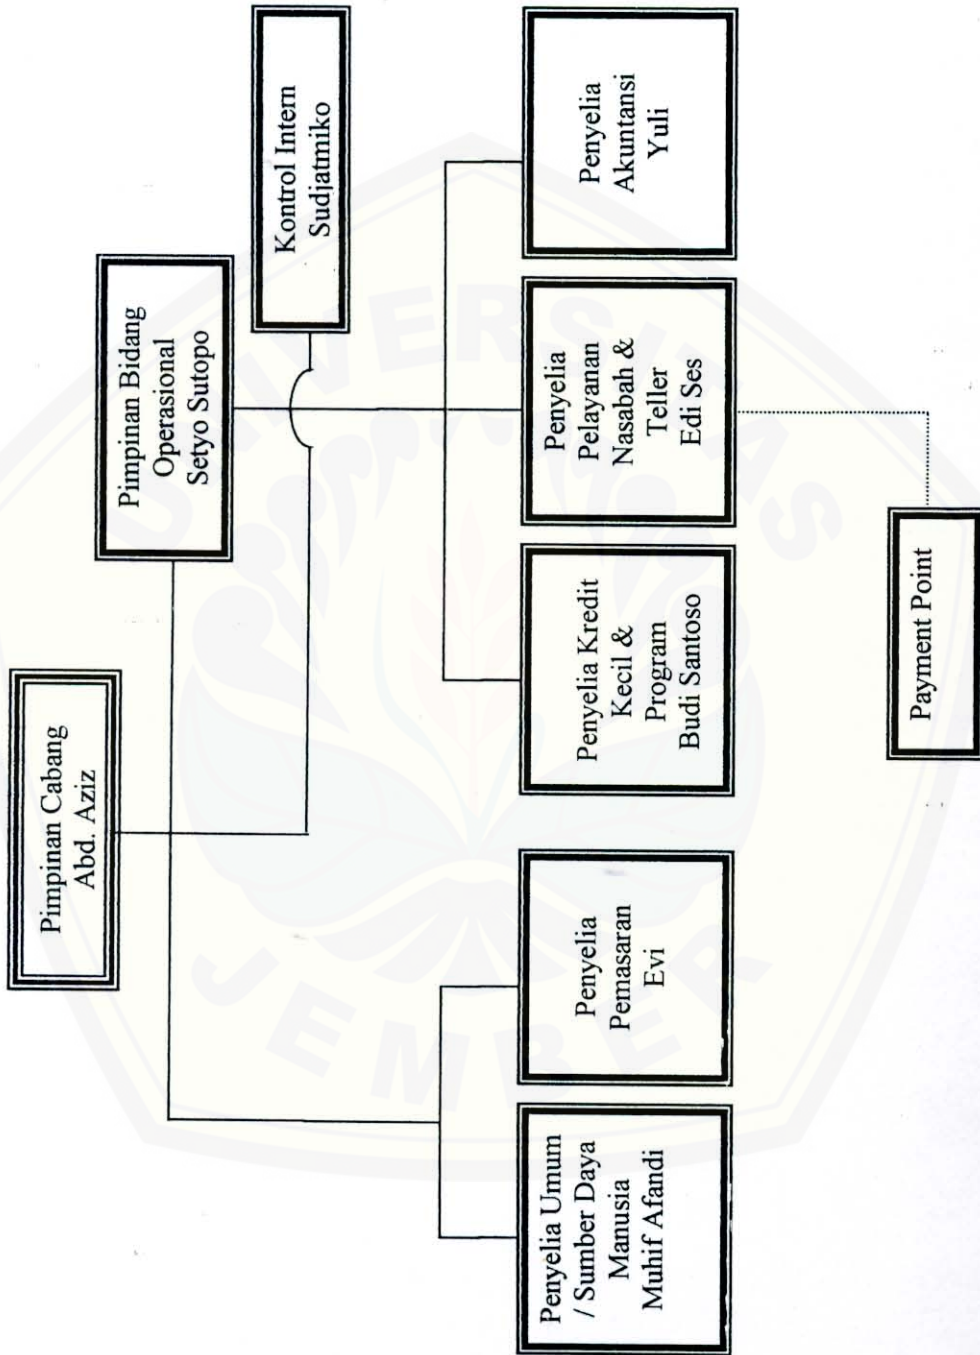 Pimpinan Cabang
Abd. Aziz
Pimpinan Bidang
Operasional
Setyo Sutopo
Kontrol Intern
Sudjatmiko
Penyelia Umum
/ Sumber Daya
Manusia
Muhif Afandi
Penyelia
Pemasaran
Evi
Penyelia Kredit
Kecil &
Program
Budi Santoso
Penyelia
Pelayanan
Nasabah &
Teller
Edi Ses
Penyelia
Akuntansi
Yuli
Payment Point
UNIVERSITAS
JEMBER